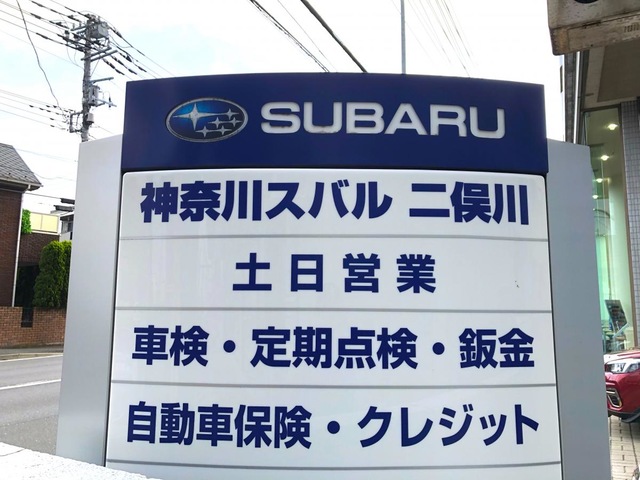 SUBARU
神奈川スバル 二俣川
土日営業
車検・定期点検・鈑金
自動車保険・クレジット